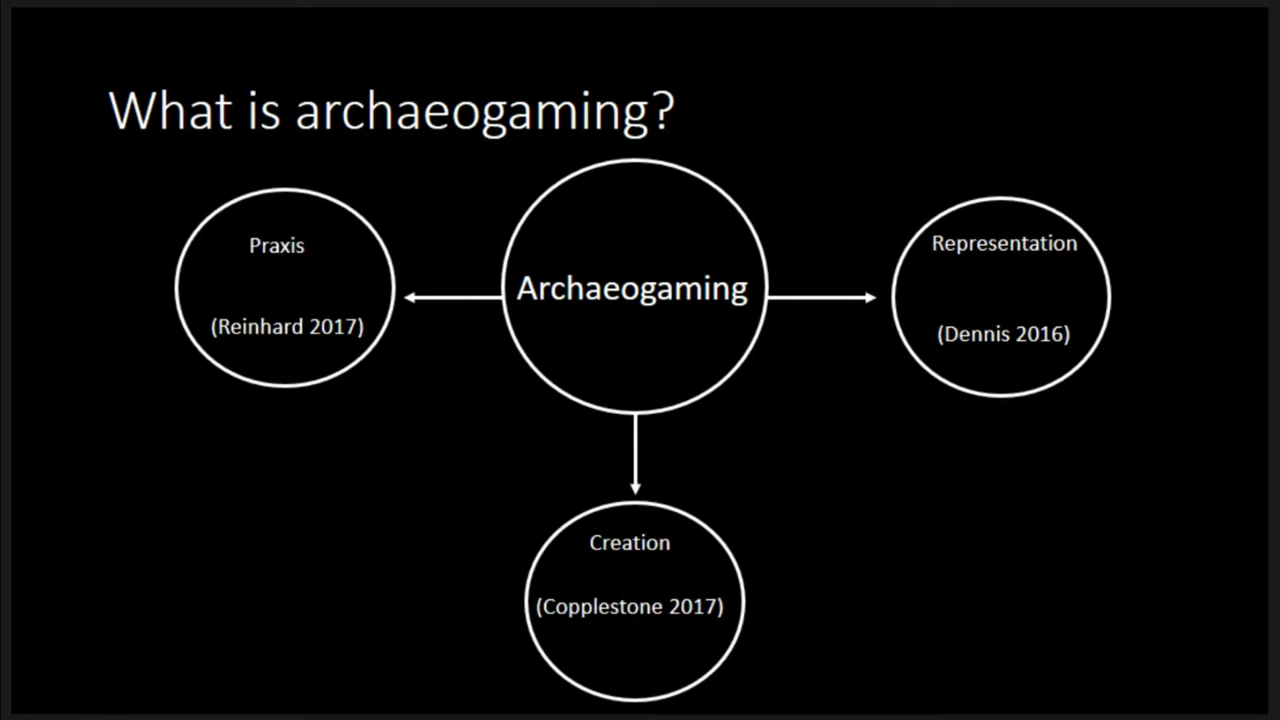 What is archaeogaming?
Praxis
(Reinhard 2017)
Archaeogaming
Representation
(Dennis 2016)
Creation
(Copplestone 2017)